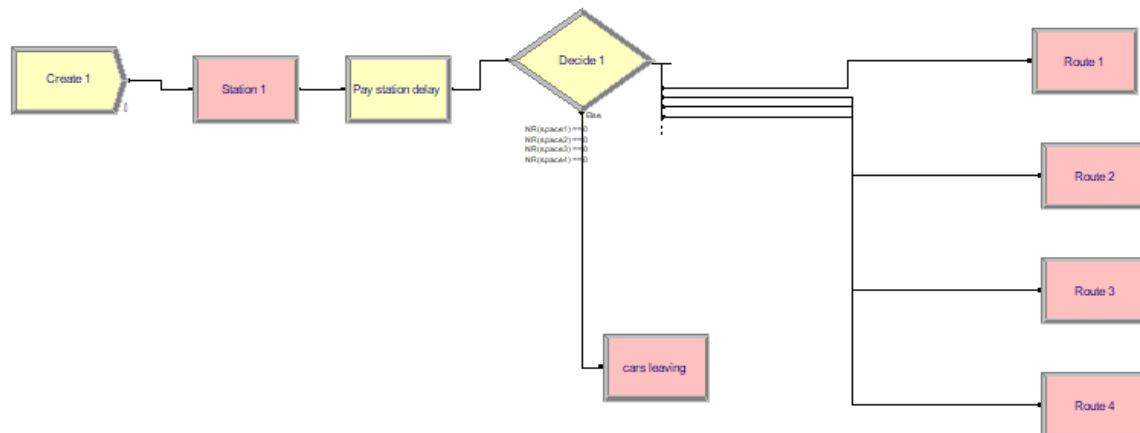 Create 1
0
Station 1
Pay station delay
Decide 1
Else
NR(space1) ==0
NR(space2) ==0
NR(space3) ==0
NR(space4) ==0
Route 1
Route 2
Route 3
cars leaving
Route 4